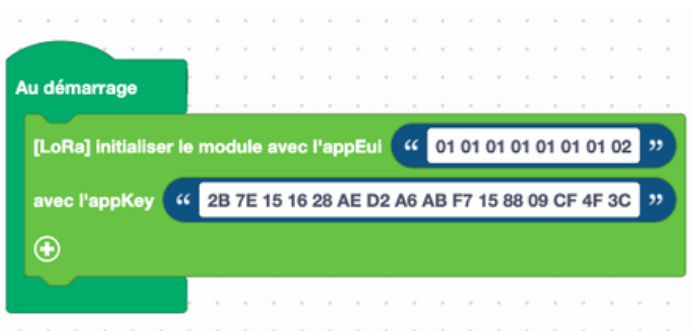 Au démarrage
[LoRa] initialiser le module avec l'appEui “ 01 01 01 01 01 01 01 02 ”
avec l'appKey “ 2B 7E 15 16 28 AE D2 A6 AB F7 15 88 09 CF 4F 3C ”